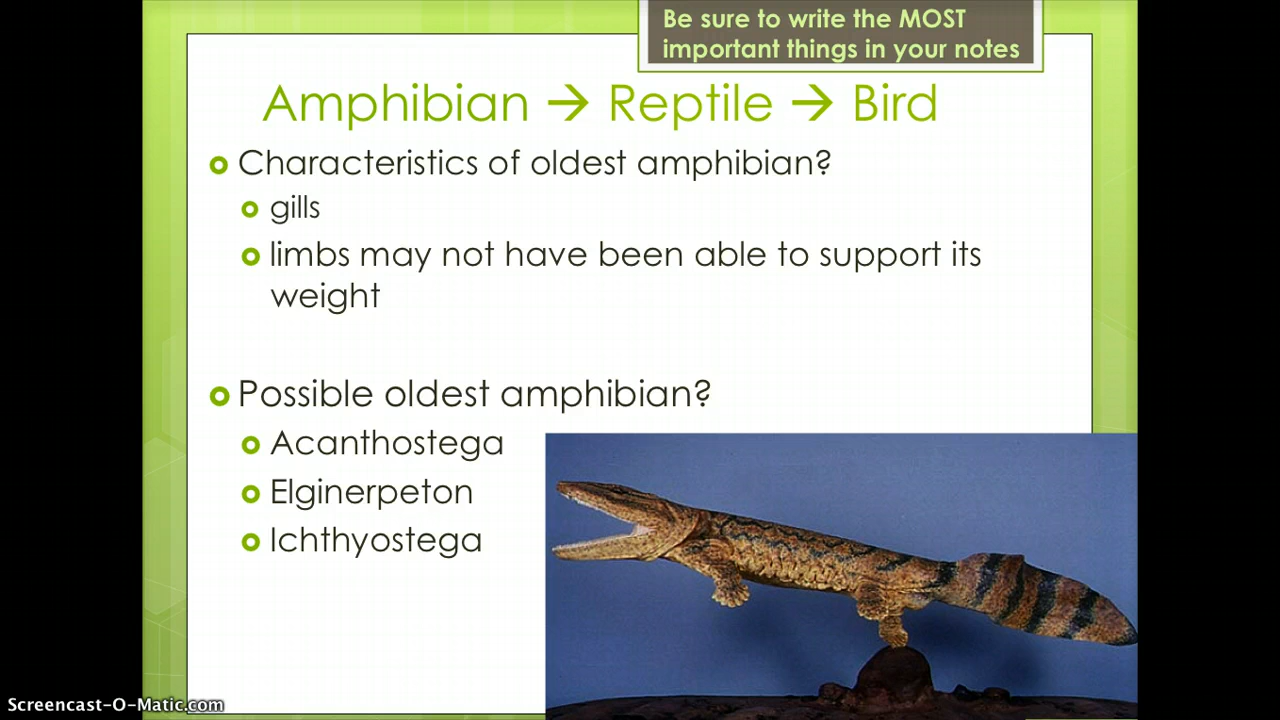 Be sure to write the MOST
important things in your notes
Amphibian → Reptile → Bird
Characteristics of oldest amphibian?
gills
limbs may not have been able to support its
weight
Possible oldest amphibian?
Acanthostega
Elginerpeton
Ichthyostega
Screencast-O-Matic.com